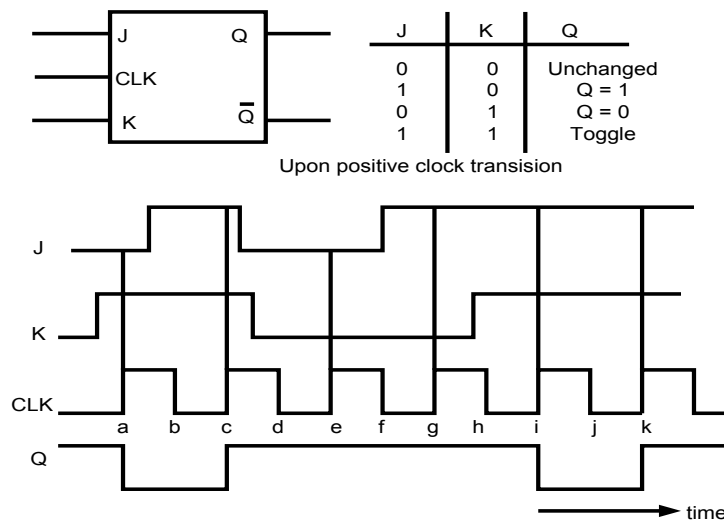 J Q
CLK
K Q̅
J K Q
0 0 Unchanged
1 0 Q = 1
0 1 Q = 0
1 1 Toggle
Upon positive clock transision
J
K
CLK
a b c d e f g h i j k
Q
time